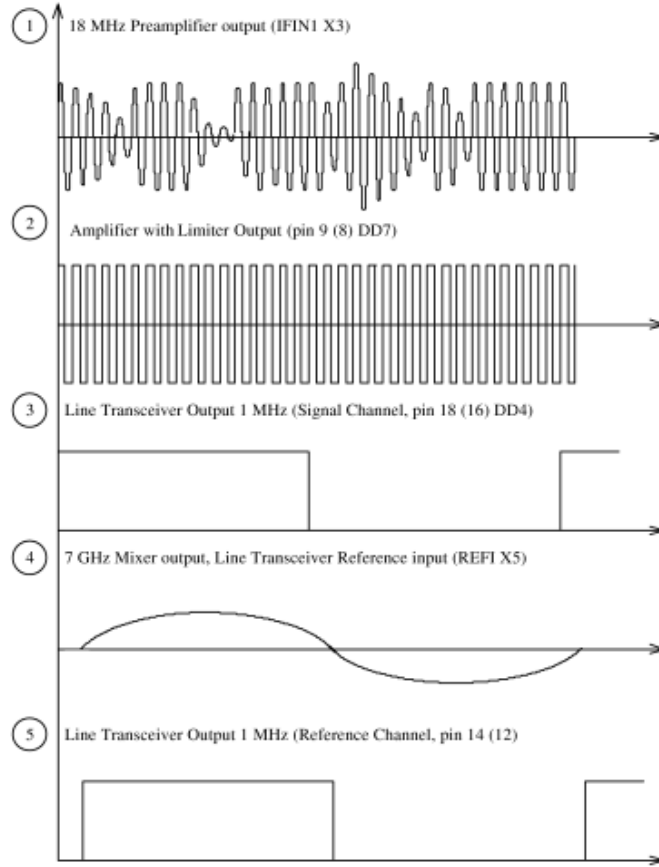 1 18 MHz Preamplifier output (IFIN1 X3)
2 Amplifier with Limiter Output (pin 9 (8) DD7)
3 Line Transceiver Output 1 MHz (Signal Channel, pin 18 (16) DD4)
4 7 GHz Mixer output, Line Transceiver Reference input (REFI X5)
5 Line Transceiver Output 1 MHz (Reference Channel, pin 14 (12)